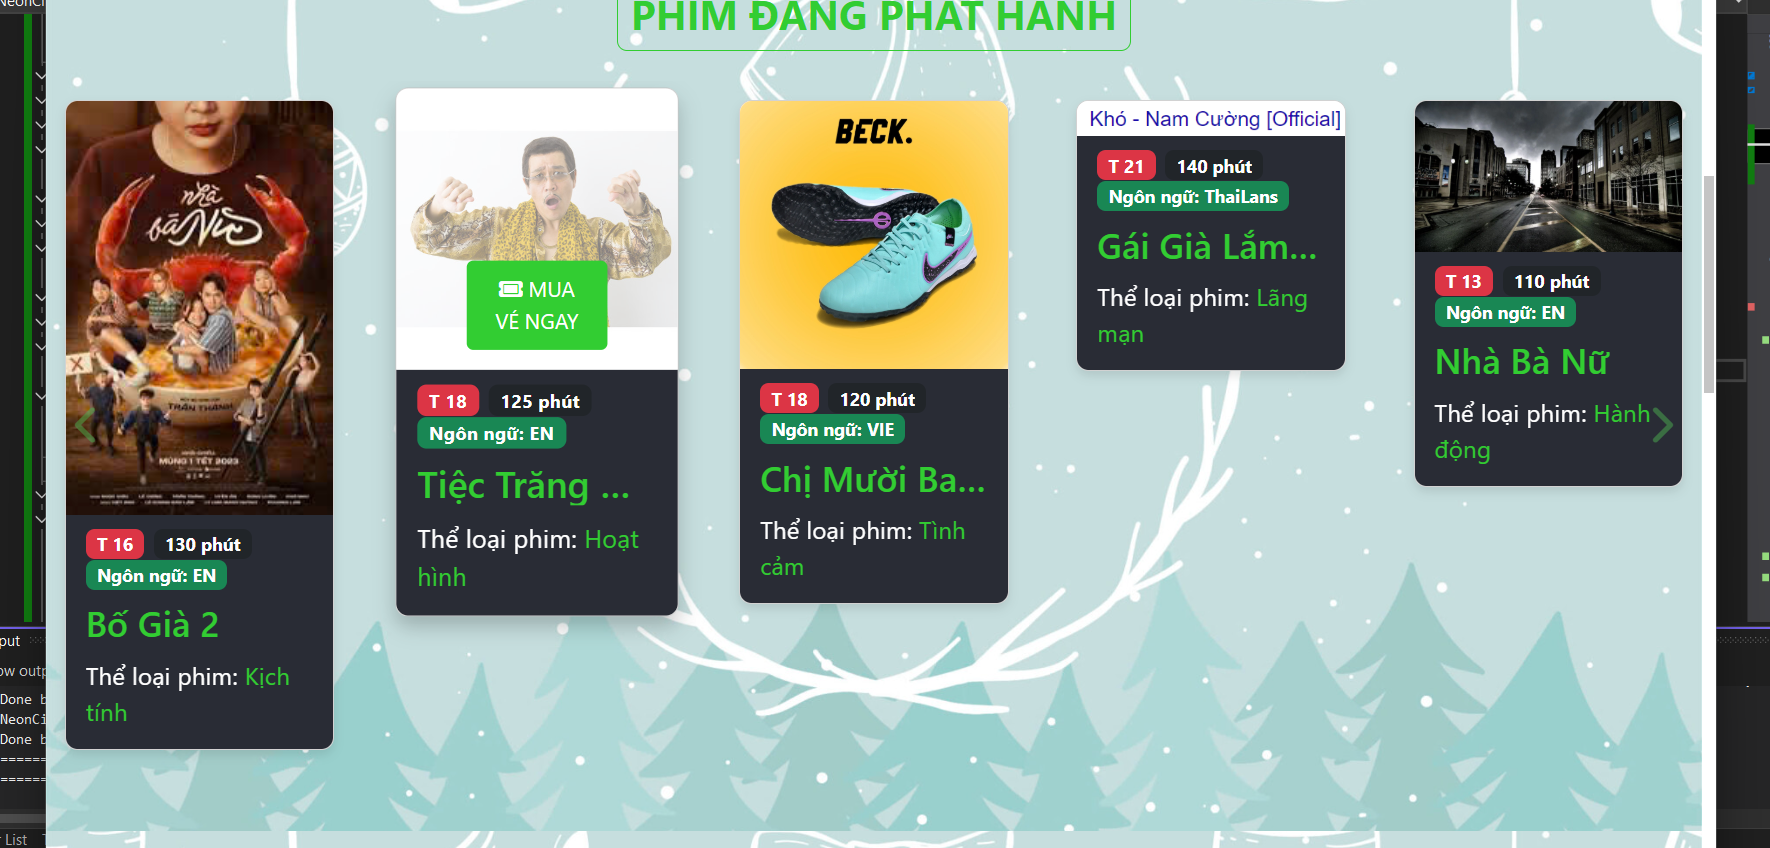 NeonCi
PHIM ĐANG PHÁT HÀNH
nhà
bà Nữ
TRẤN THÀNH
MÙNG 1 TẾT 2023
T 16 130 phút
Ngôn ngữ: EN
Bố Già 2
Thể loại phim: Kịch
tính
MUA
VÉ NGAY
T 18 125 phút
Ngôn ngữ: EN
Tiệc Trăng ...
Thể loại phim: Hoạt
hình
BECK.
T 18 120 phút
Ngôn ngữ: VIE
Chị Mười Ba...
Thể loại phim: Tình
cảm
Khó - Nam Cường [Official]
T 21 140 phút
Ngôn ngữ: ThaiLans
Gái Già Lắm...
Thể loại phim: Lãng
mạn
T 13 110 phút
Ngôn ngữ: EN
Nhà Bà Nữ
Thể loại phim: Hành
động
put
ow outp
Done b
NeonCi
Done b
======
======
r List